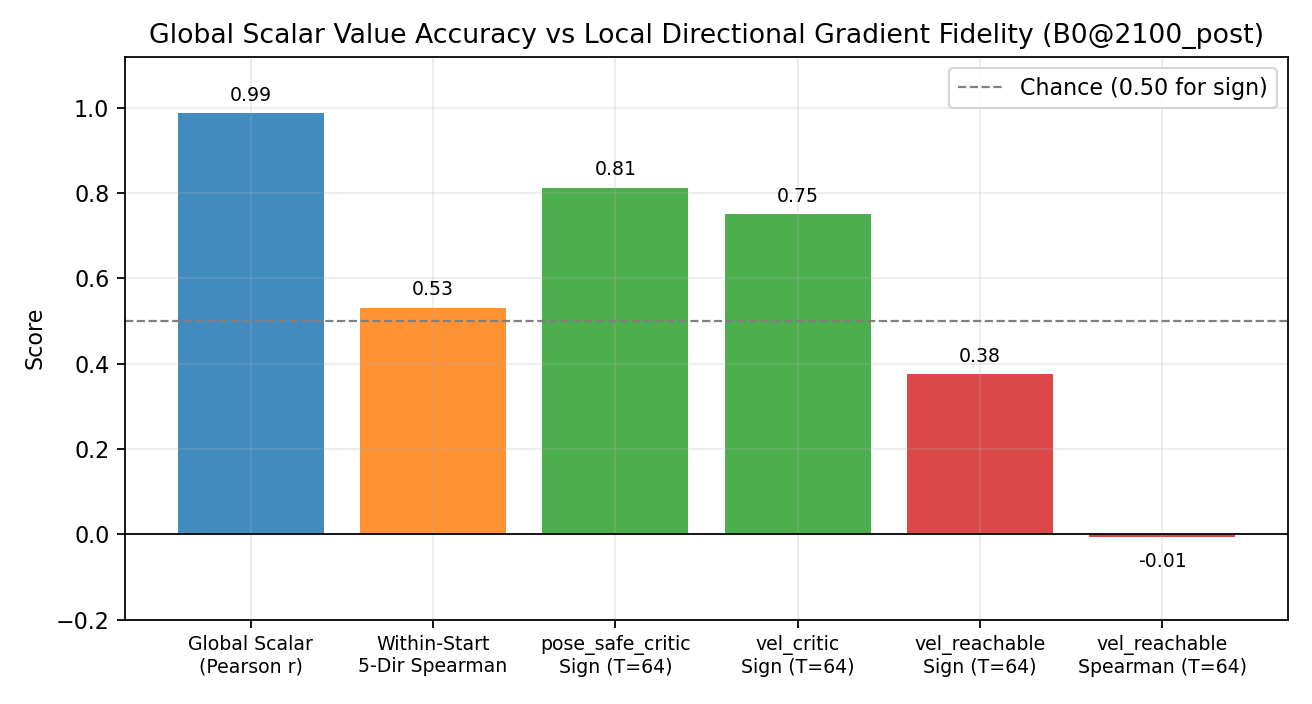 Global Scalar Value Accuracy vs Local Directional Gradient Fidelity (B0@2100_post)
Chance (0.50 for sign)
Score
1.0
0.8
0.6
0.4
0.2
0.0
−0.2
0.99
0.53
0.81
0.75
0.38
-0.01
Global Scalar
(Pearson r)
Within-Start
5-Dir Spearman
pose_safe_critic
Sign (T=64)
vel_critic
Sign (T=64)
vel_reachable
Sign (T=64)
vel_reachable
Spearman (T=64)